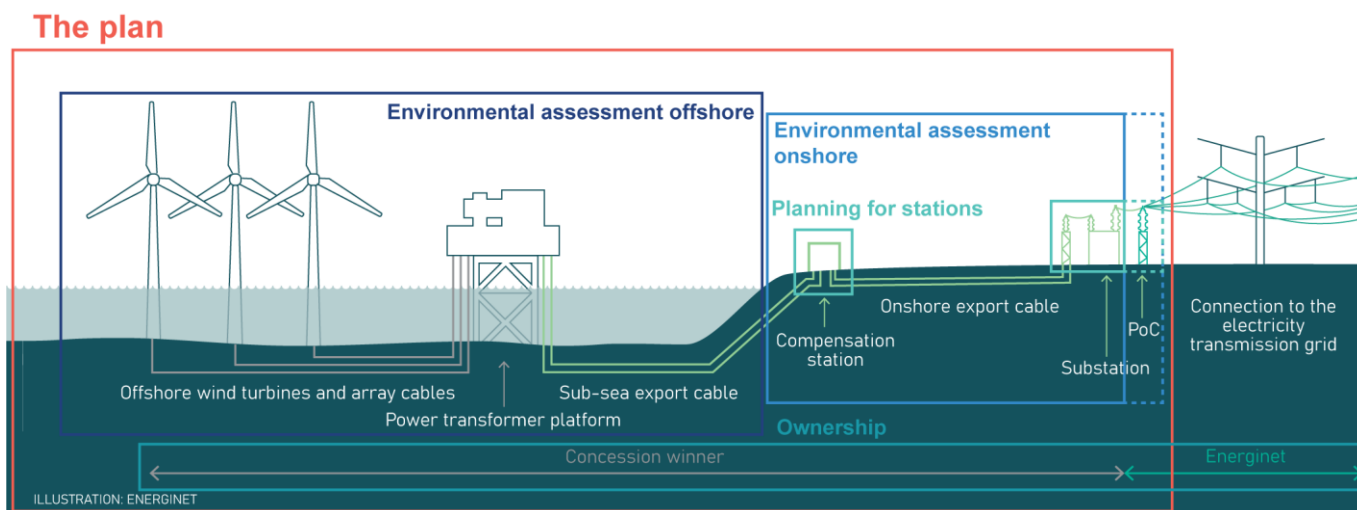 The plan
Environmental assessment offshore
Environmental assessment
onshore
Planning for stations
Onshore export cable
Compensation
station
PoC
Substation
Connection to the
electricity
transmission grid
Offshore wind turbines and array cables
Sub-sea export cable
Power transformer platform
Ownership
Concession winner
Energinet
ILLUSTRATION: ENERGINET